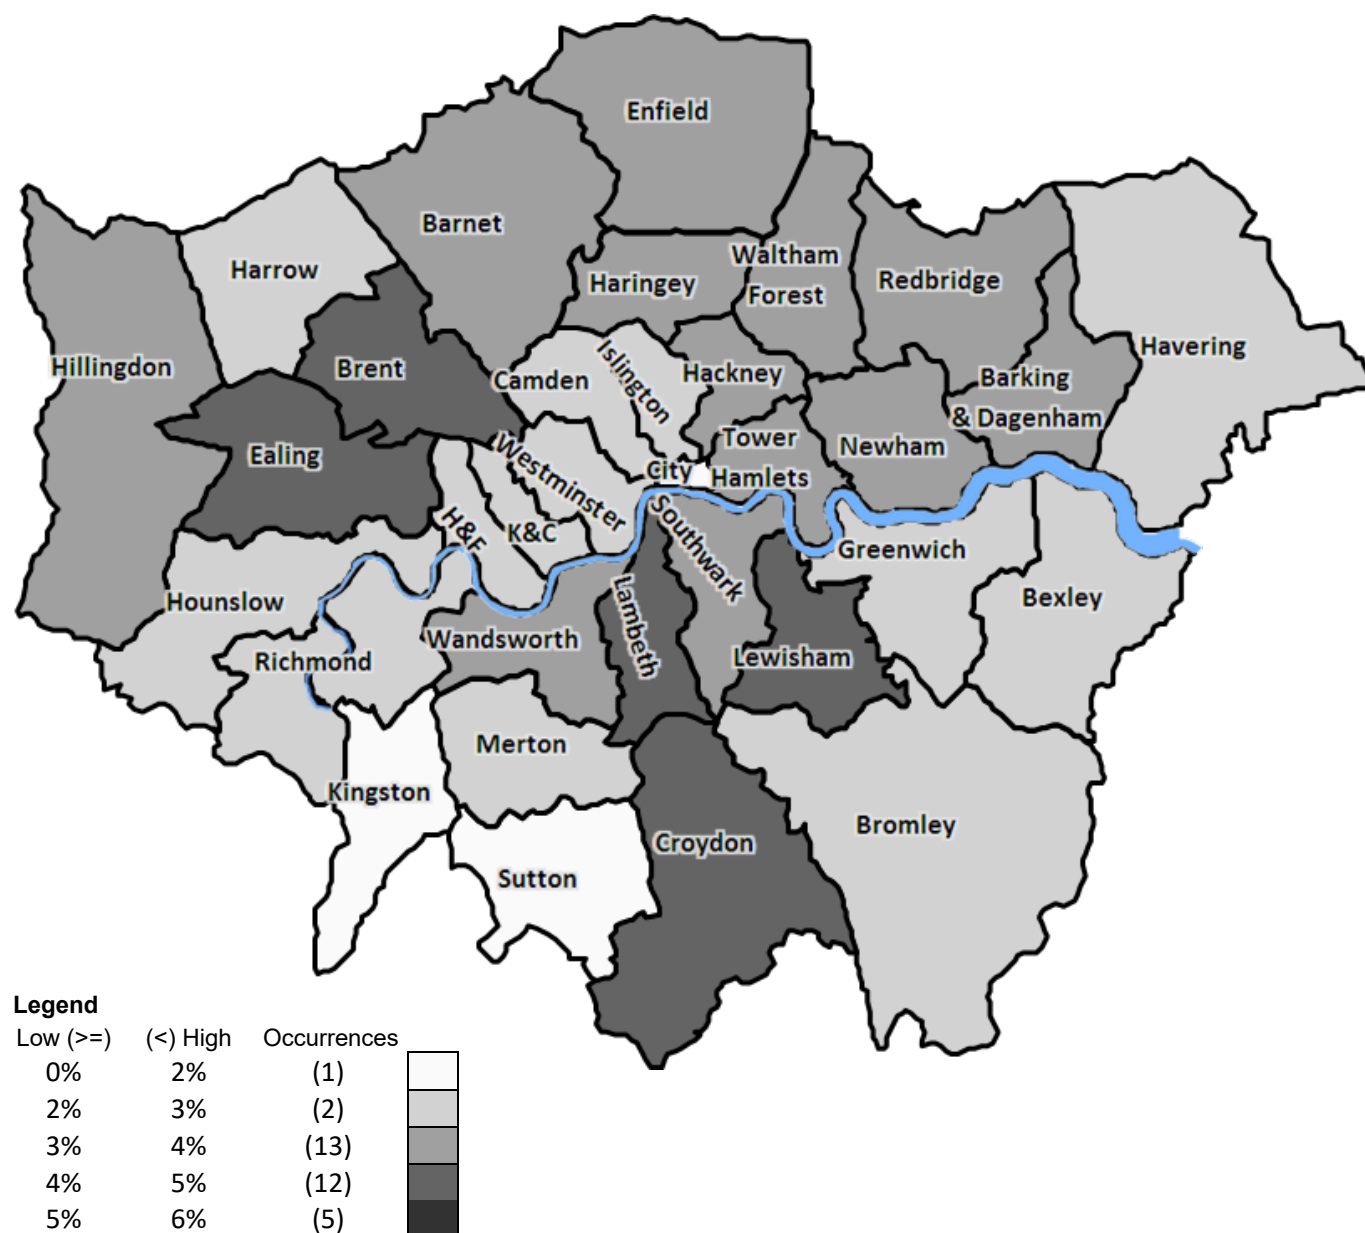 Enfield
Barnet
Waltham
Forest
Harrow
Haringey
Redbridge
Havering
Hillingdon
Brent
Camden
Islington
Hackney
Barking
& Dagenham
Ealing
Westminster
City
Tower
Hamlets
Newham
H&F
K&C
Southwark
Greenwich
Hounslow
Lambeth
Bexley
Richmond
Wandsworth
Lewisham
Merton
Kingston
Croydon
Bromley
Sutton
Legend
Low (>=) (<) High Occurrences
0% 2% (1)
2% 3% (2)
3% 4% (13)
4% 5% (12)
5% 6% (5)